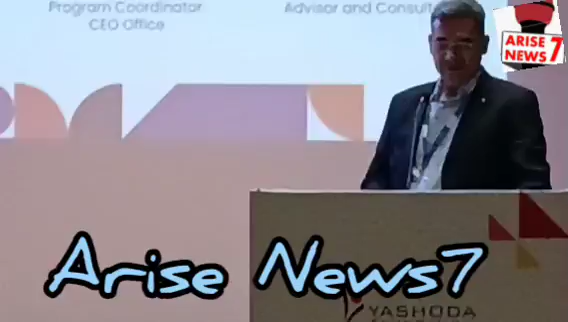 Program Coordinator
CEO Office
Advisor and Consult
ARISE
NEWS 7
Arise News7
YASHODA